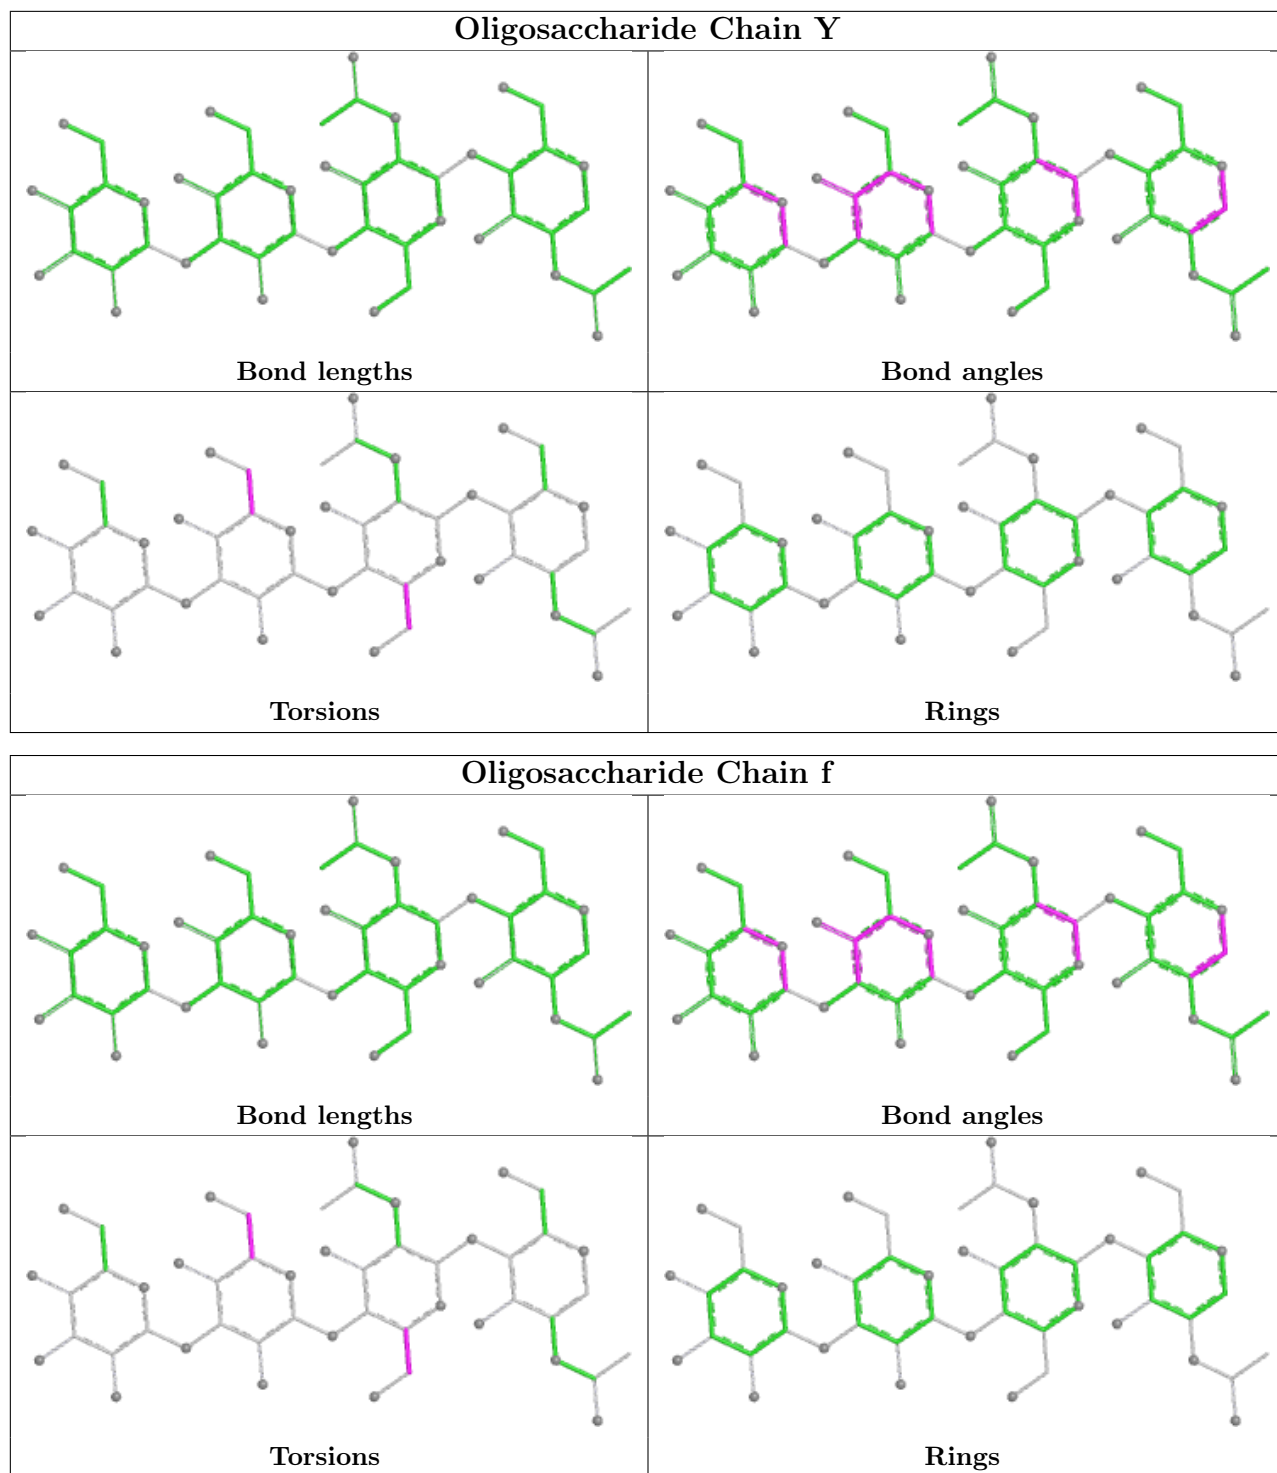 Oligosaccharide Chain Y
Bond lengths
Bond angles
Torsions
Rings
Oligosaccharide Chain f
Bond lengths
Bond angles
Torsions
Rings